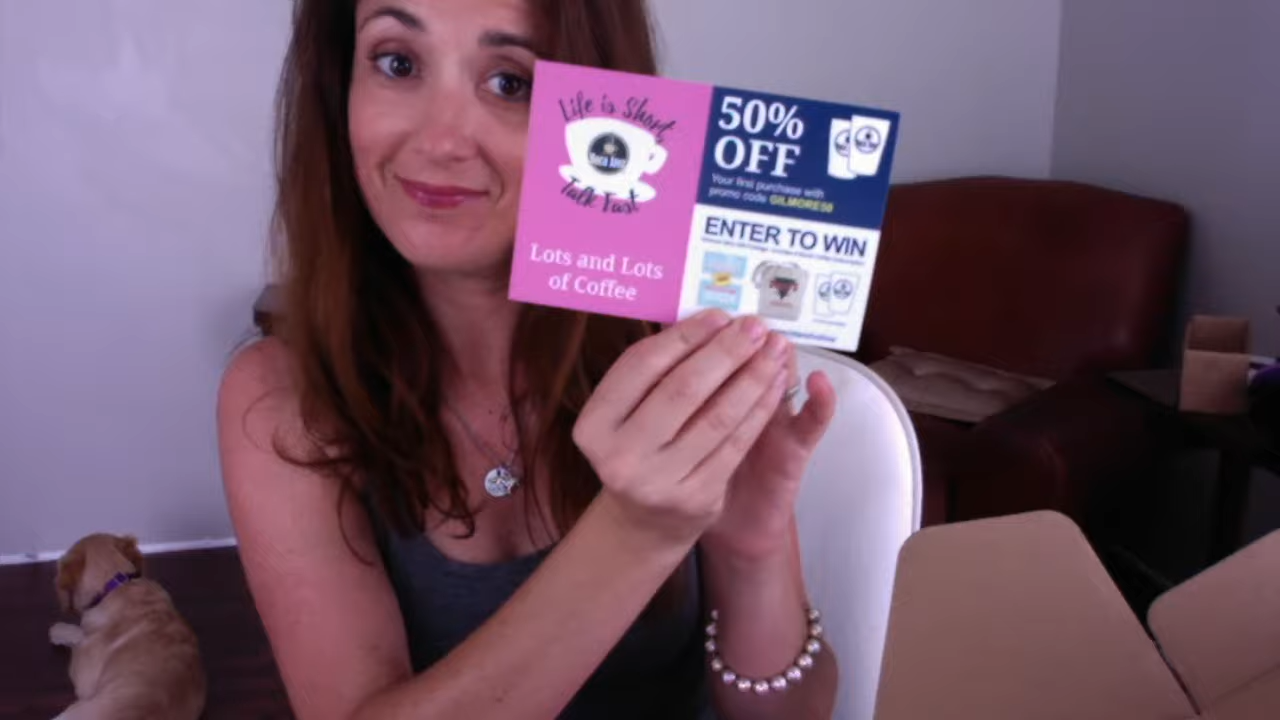 Life is Short,
Talk Fast
Lots and Lots
of Coffee
50%
OFF
Your first purchase with
promo code GILMORE50
ENTER TO WIN